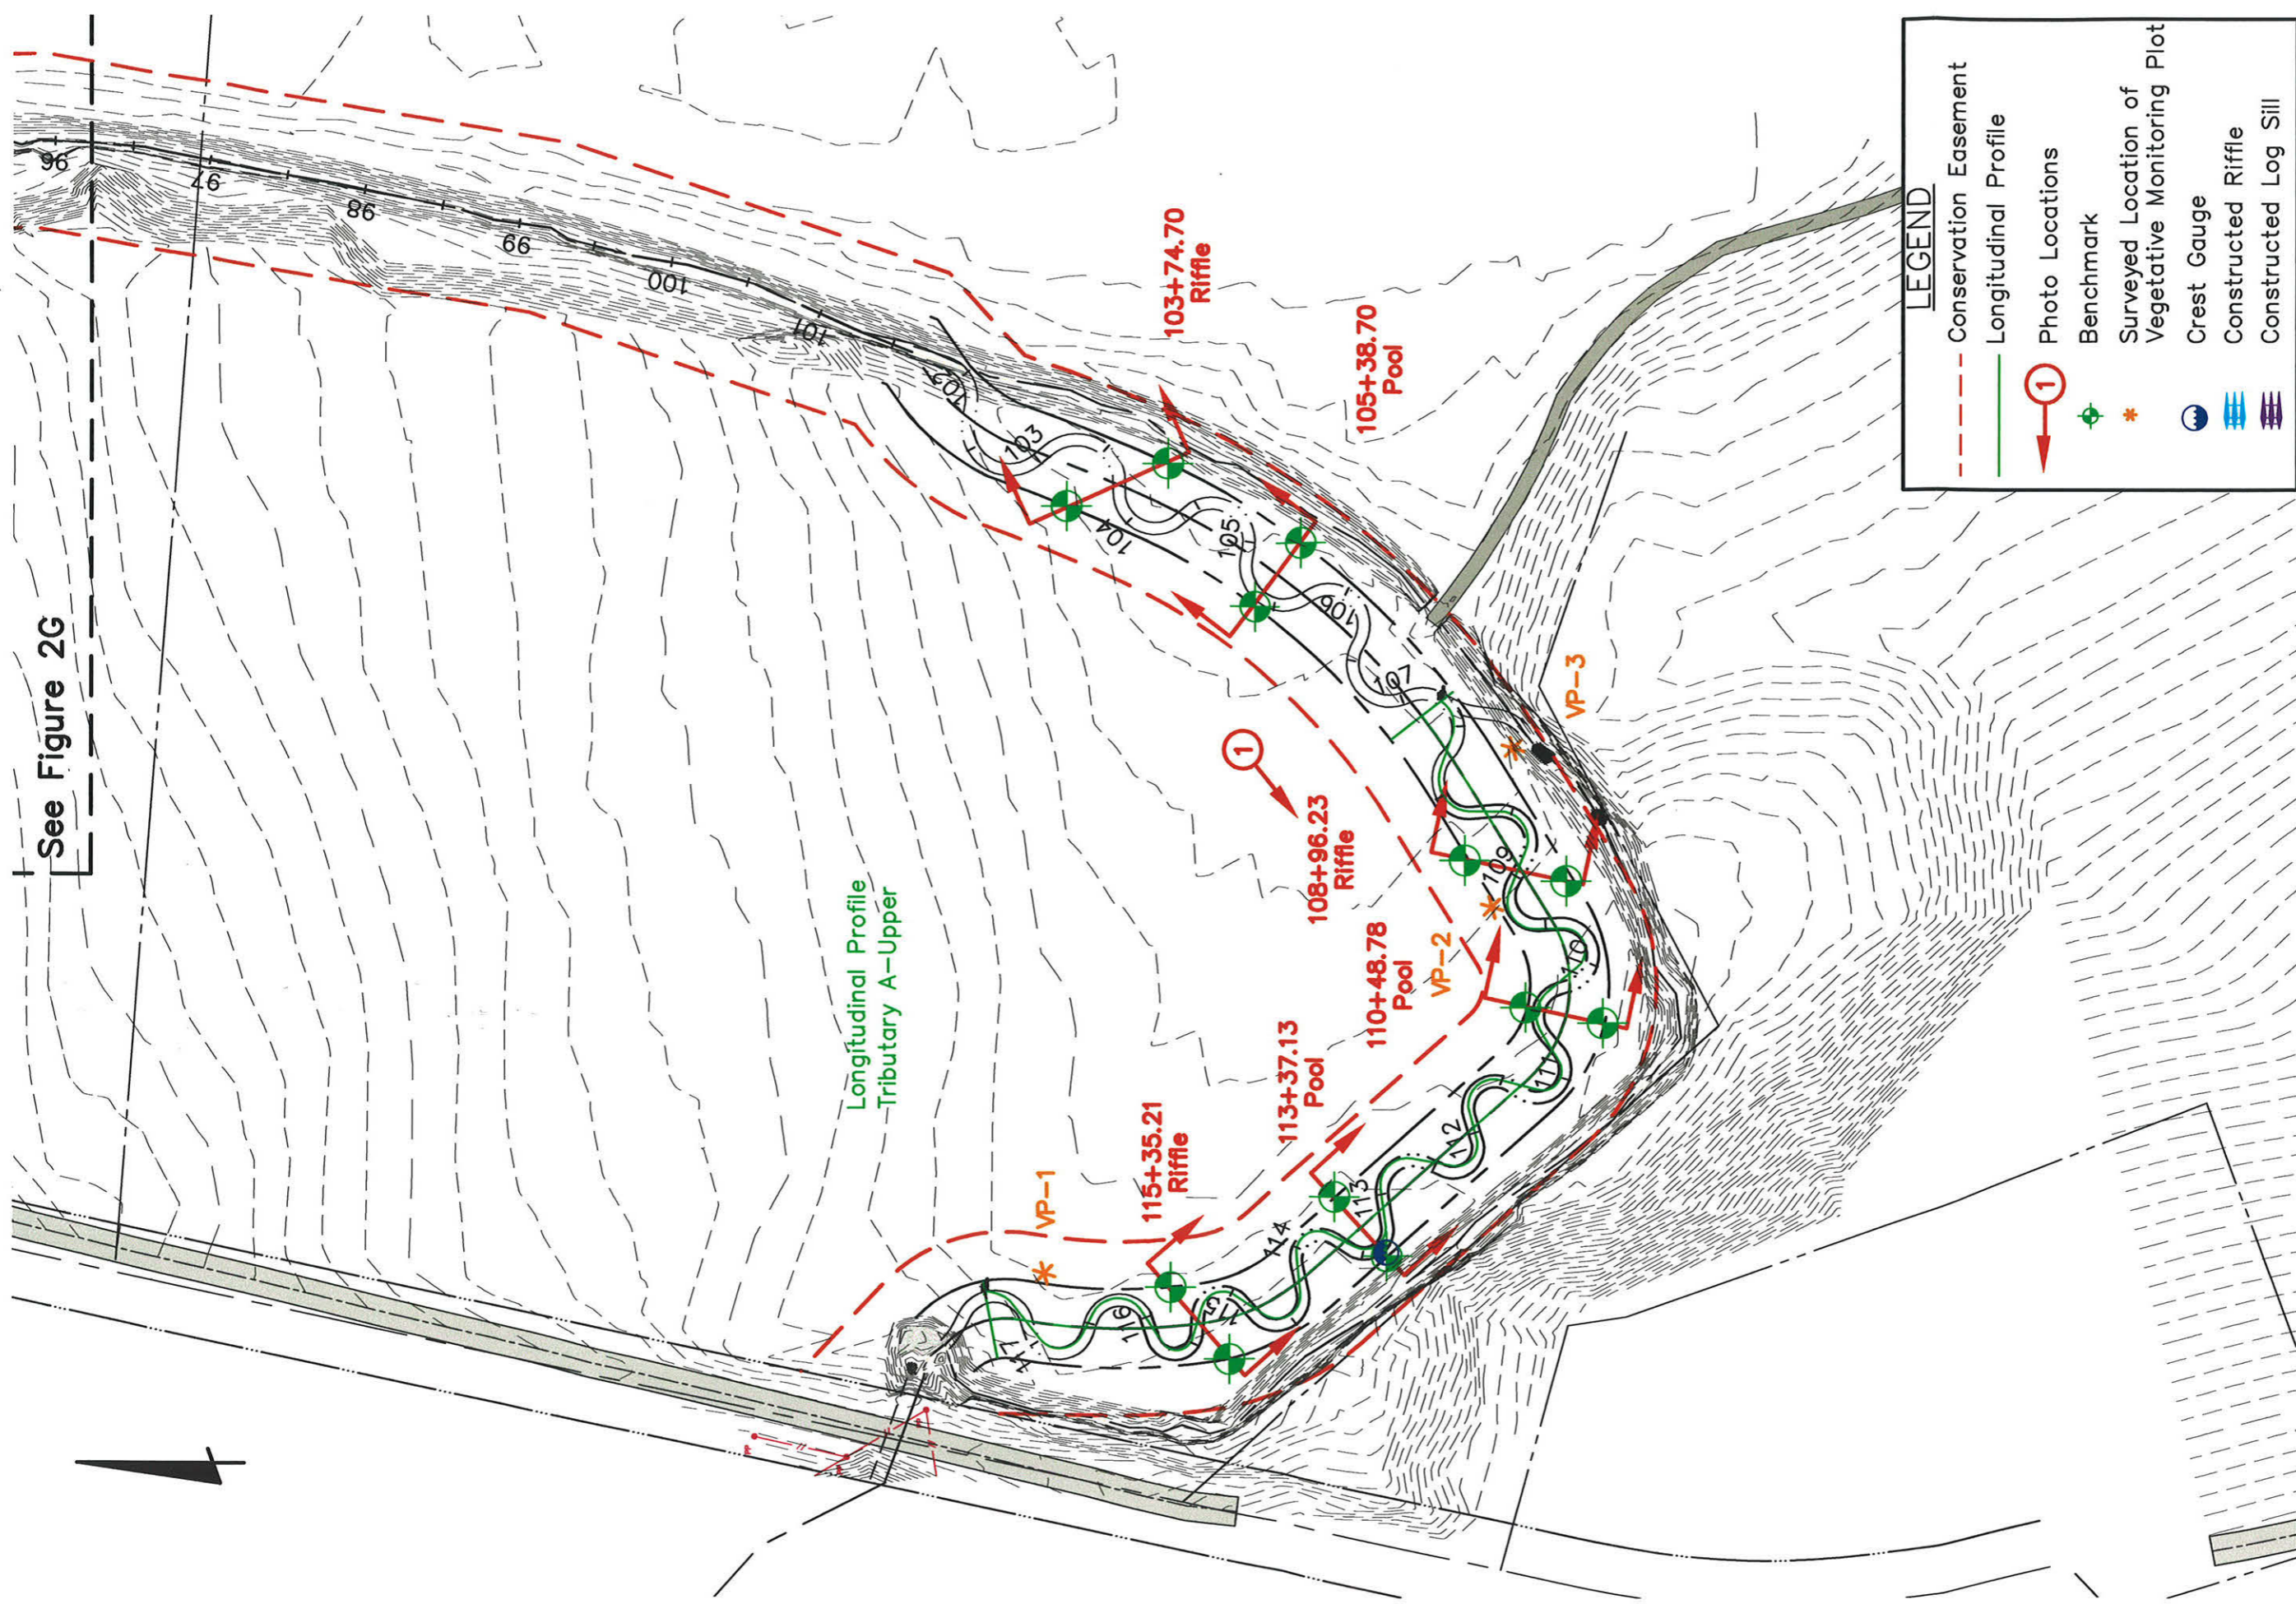 See Figure 2G
96
97
98
99
100
101
102
103
104
105
106
107
109
110
111
112
113
114
115
116
117
103+74.70
Riffle
105+38.70
Pool
108+96.23
Riffle
110+48.78
Pool
113+37.13
Pool
115+35.21
Riffle
VP-1
VP-2
VP-3
1
Longitudinal Profile
Tributary A-Upper
LEGEND
Conservation Easement
Longitudinal Profile
1
Photo Locations
Benchmark
Surveyed Location of
Vegetative Monitoring Plot
Crest Gauge
Constructed Riffle
Constructed Log Sill